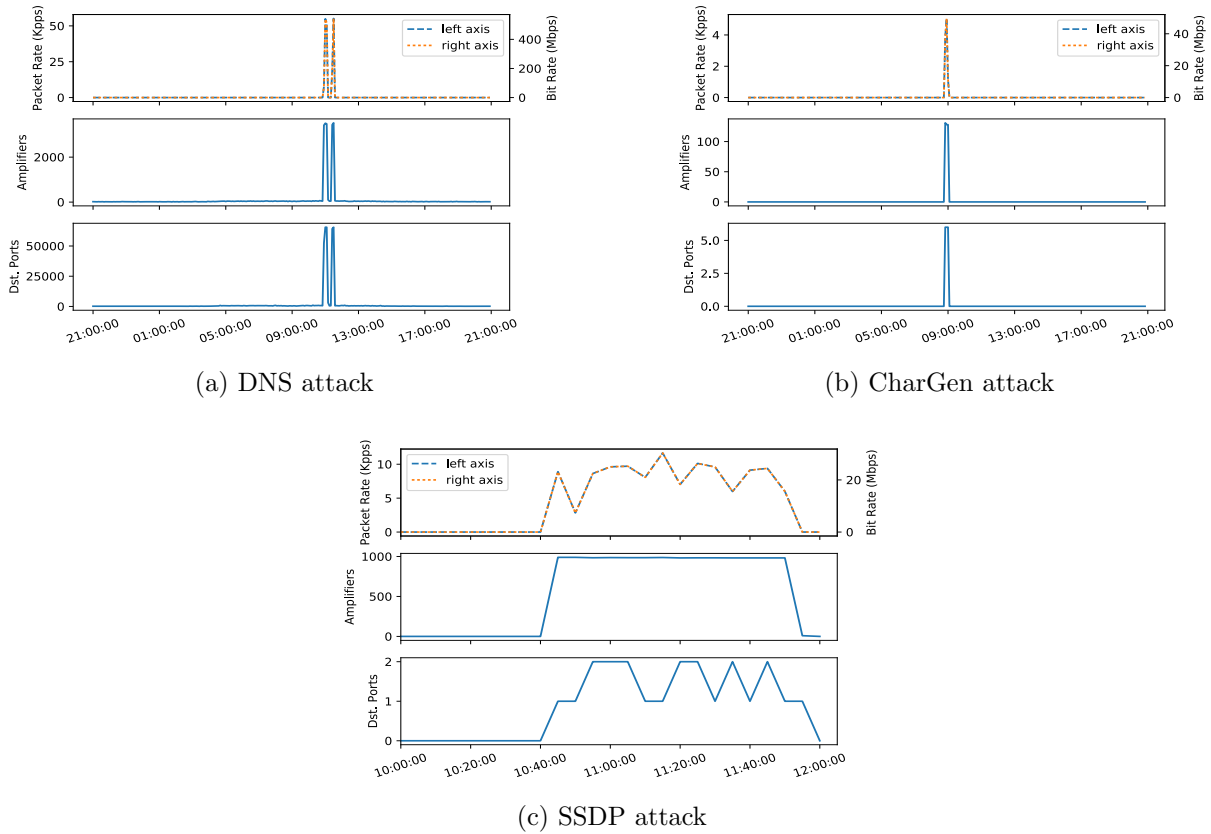 Packet Rate (Kpps)
50
25
0
left axis
right axis
400
200
0
Bit Rate (Mbps)
Amplifiers
2000
0
Dst. Ports
50000
25000
0
21:00:00 01:00:00 05:00:00 09:00:00 13:00:00 17:00:00 21:00:00
(a) DNS attack
Packet Rate (Kpps)
4
2
0
left axis
right axis
40
20
0
Bit Rate (Mbps)
Amplifiers
100
50
0
Dst. Ports
5.0
2.5
0.0
21:00:00 01:00:00 05:00:00 09:00:00 13:00:00 17:00:00 21:00:00
(b) CharGen attack
Packet Rate (Kpps)
10
5
0
left axis
right axis
20
0
Bit Rate (Mbps)
Amplifiers
1000
500
0
Dst. Ports
2
1
0
10:00:00 10:20:00 10:40:00 11:00:00 11:20:00 11:40:00 12:00:00
(c) SSDP attack